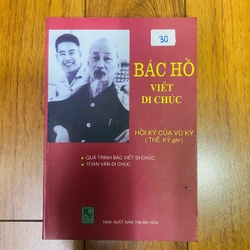 30
BÁC HỒ
VIẾT
DI CHÚC
HỒI KÝ CỦA VŨ KỲ
( THẾ KỶ ghi )
QUÁ TRÌNH BÁC VIẾT DI CHÚC
TOÀN VĂN DI CHÚC
NHÀ XUẤT BẢN THUẬN HÓA